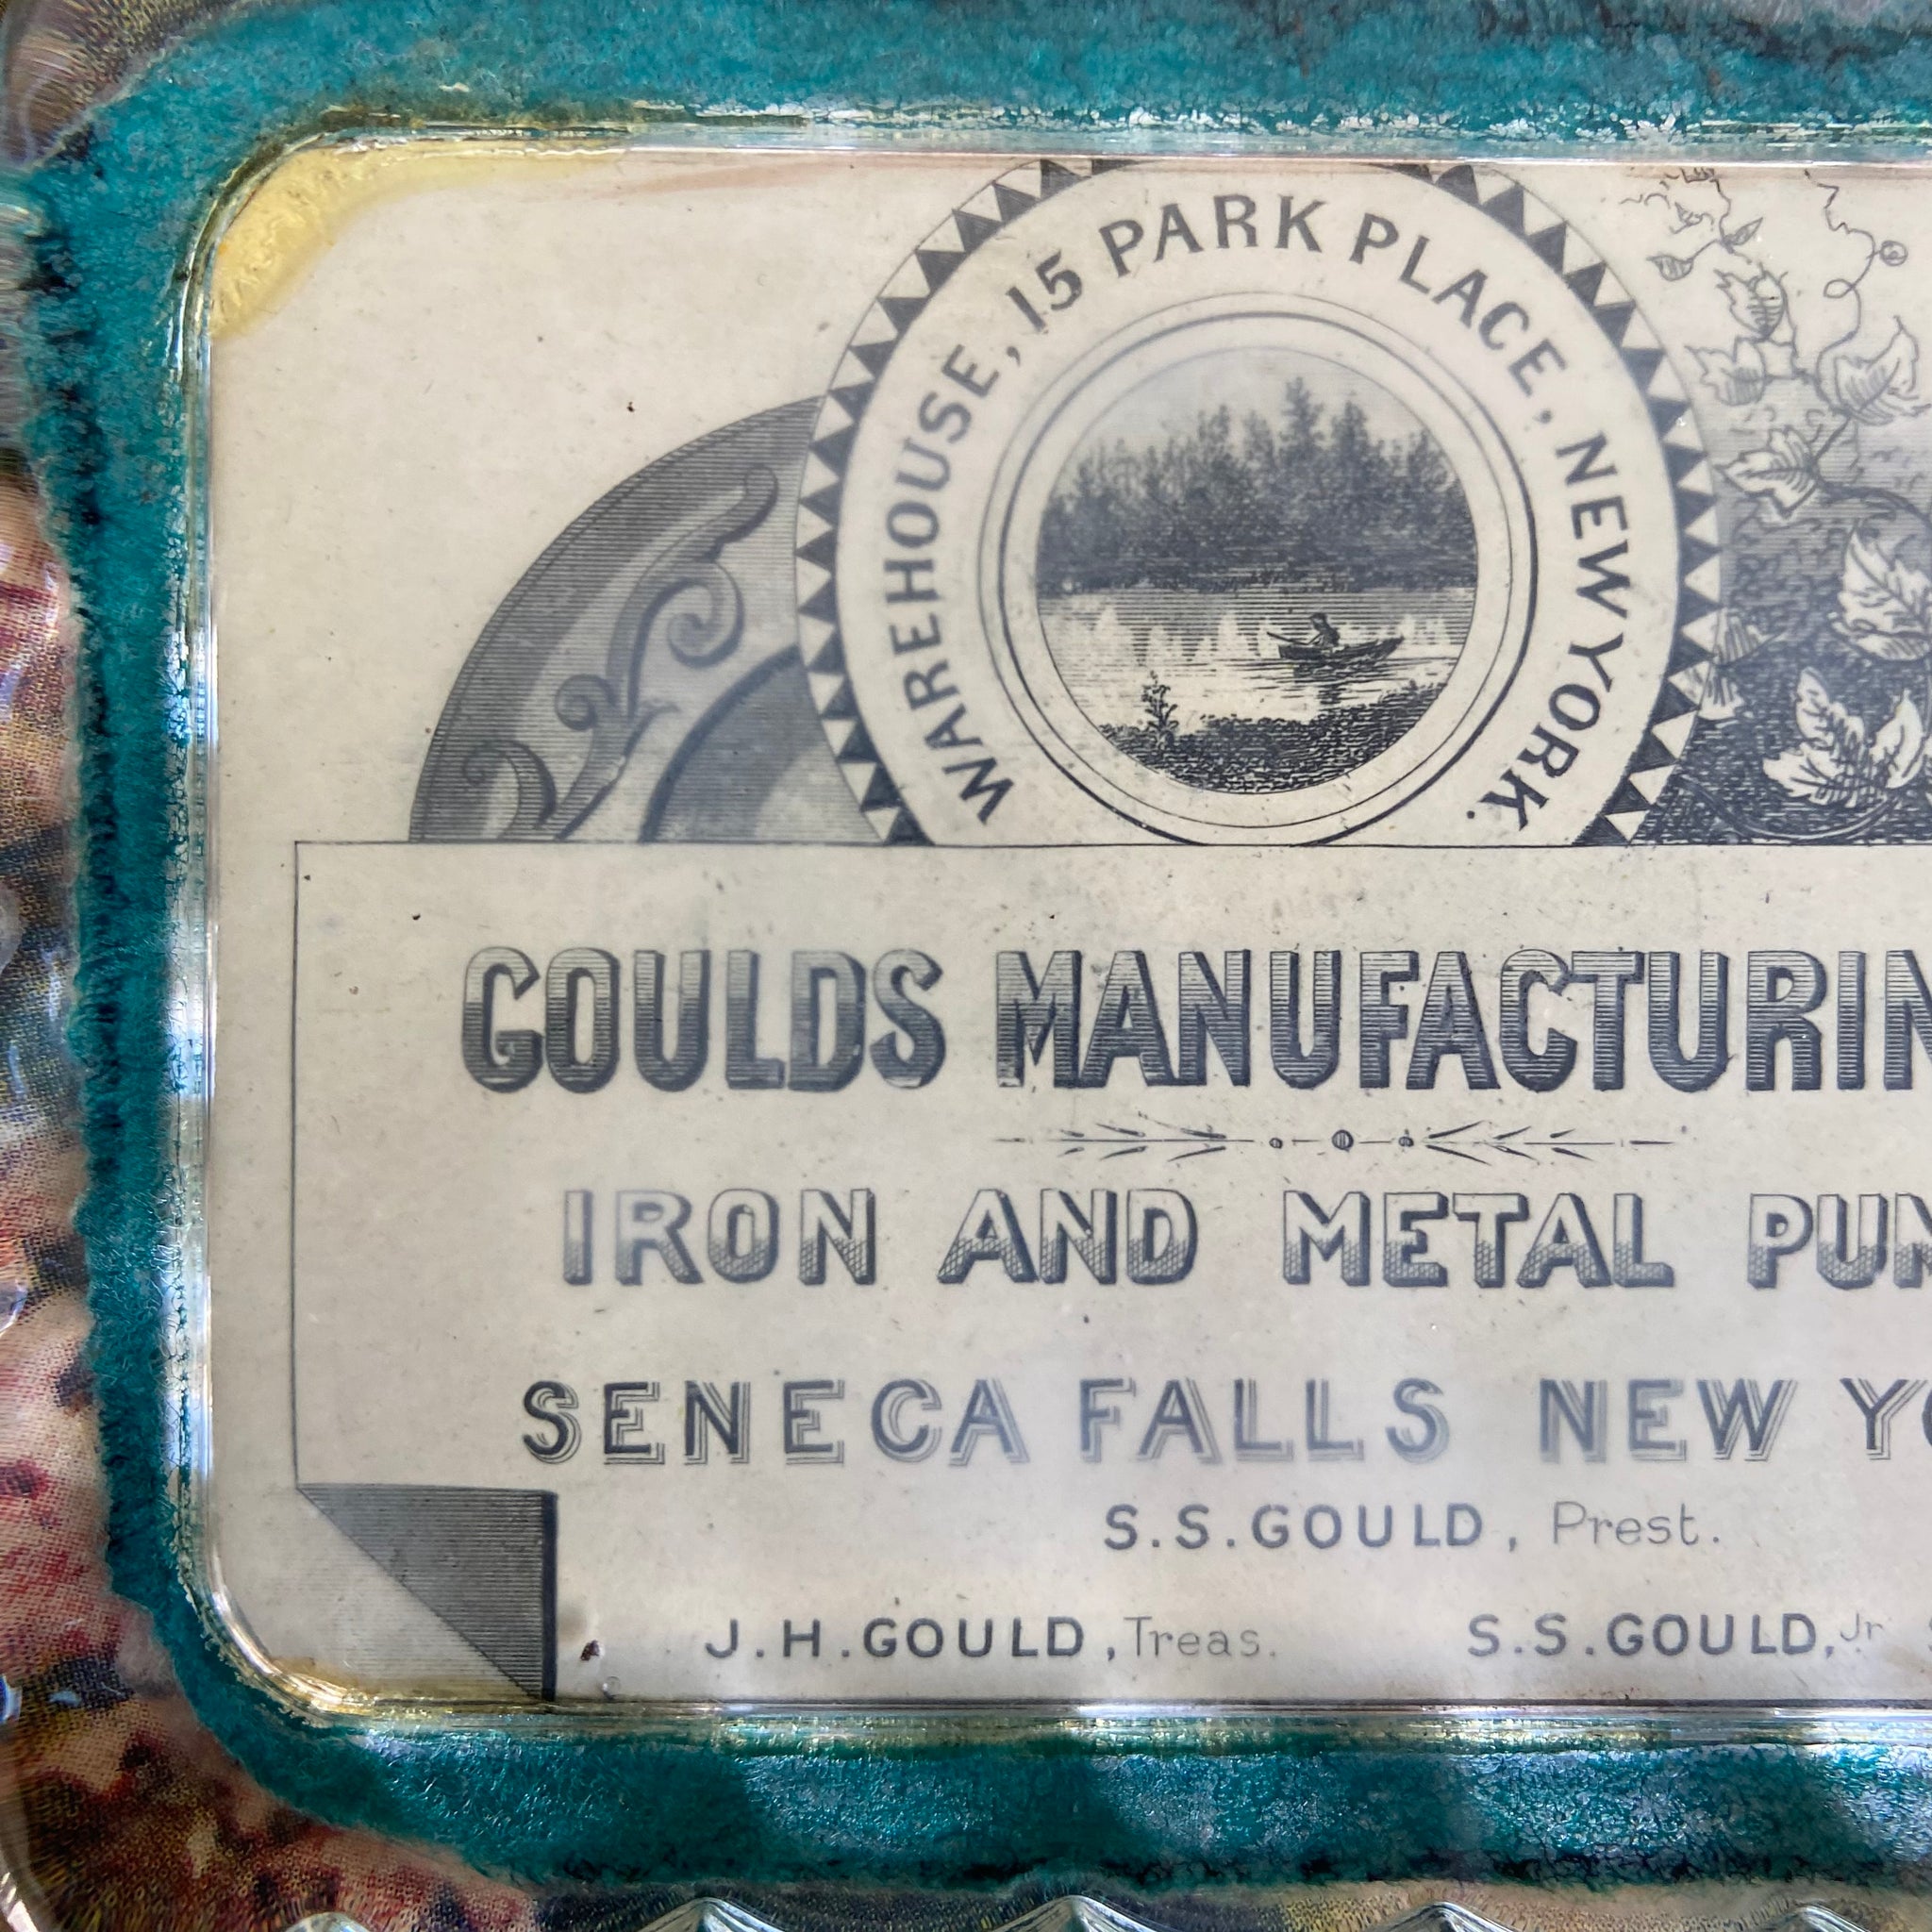 WAREHOUSE, 15 PARK PLACE, NEW YORK.
GOULDS MANUFACTURIN
IRON AND METAL PUM
SENECA FALLS NEW YO
S.S.GOULD, Prest.
J.H.GOULD, Treas. S.S.GOULD, Jr